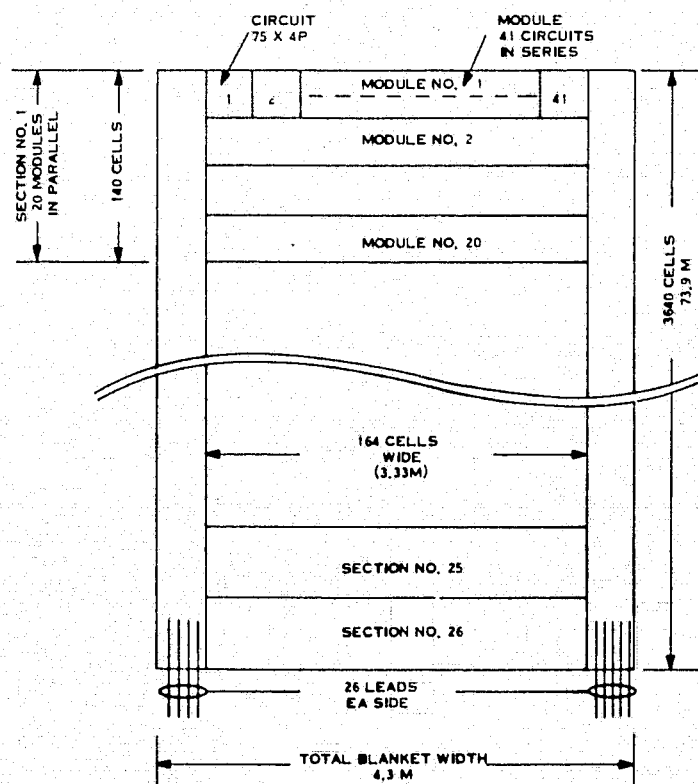 CIRCUIT
75 X 4P
MODULE
41 CIRCUITS
IN SERIES
SECTION NO. 1
20 MODULES
IN PARALLEL
140 CELLS
1
2
MODULE NO. 1
41
MODULE NO. 2
MODULE NO. 20
3640 CELLS
73.9 M
164 CELLS
WIDE
(3.33M)
SECTION NO. 25
SECTION NO. 26
26 LEADS
EA SIDE
TOTAL BLANKET WIDTH
4.3 M